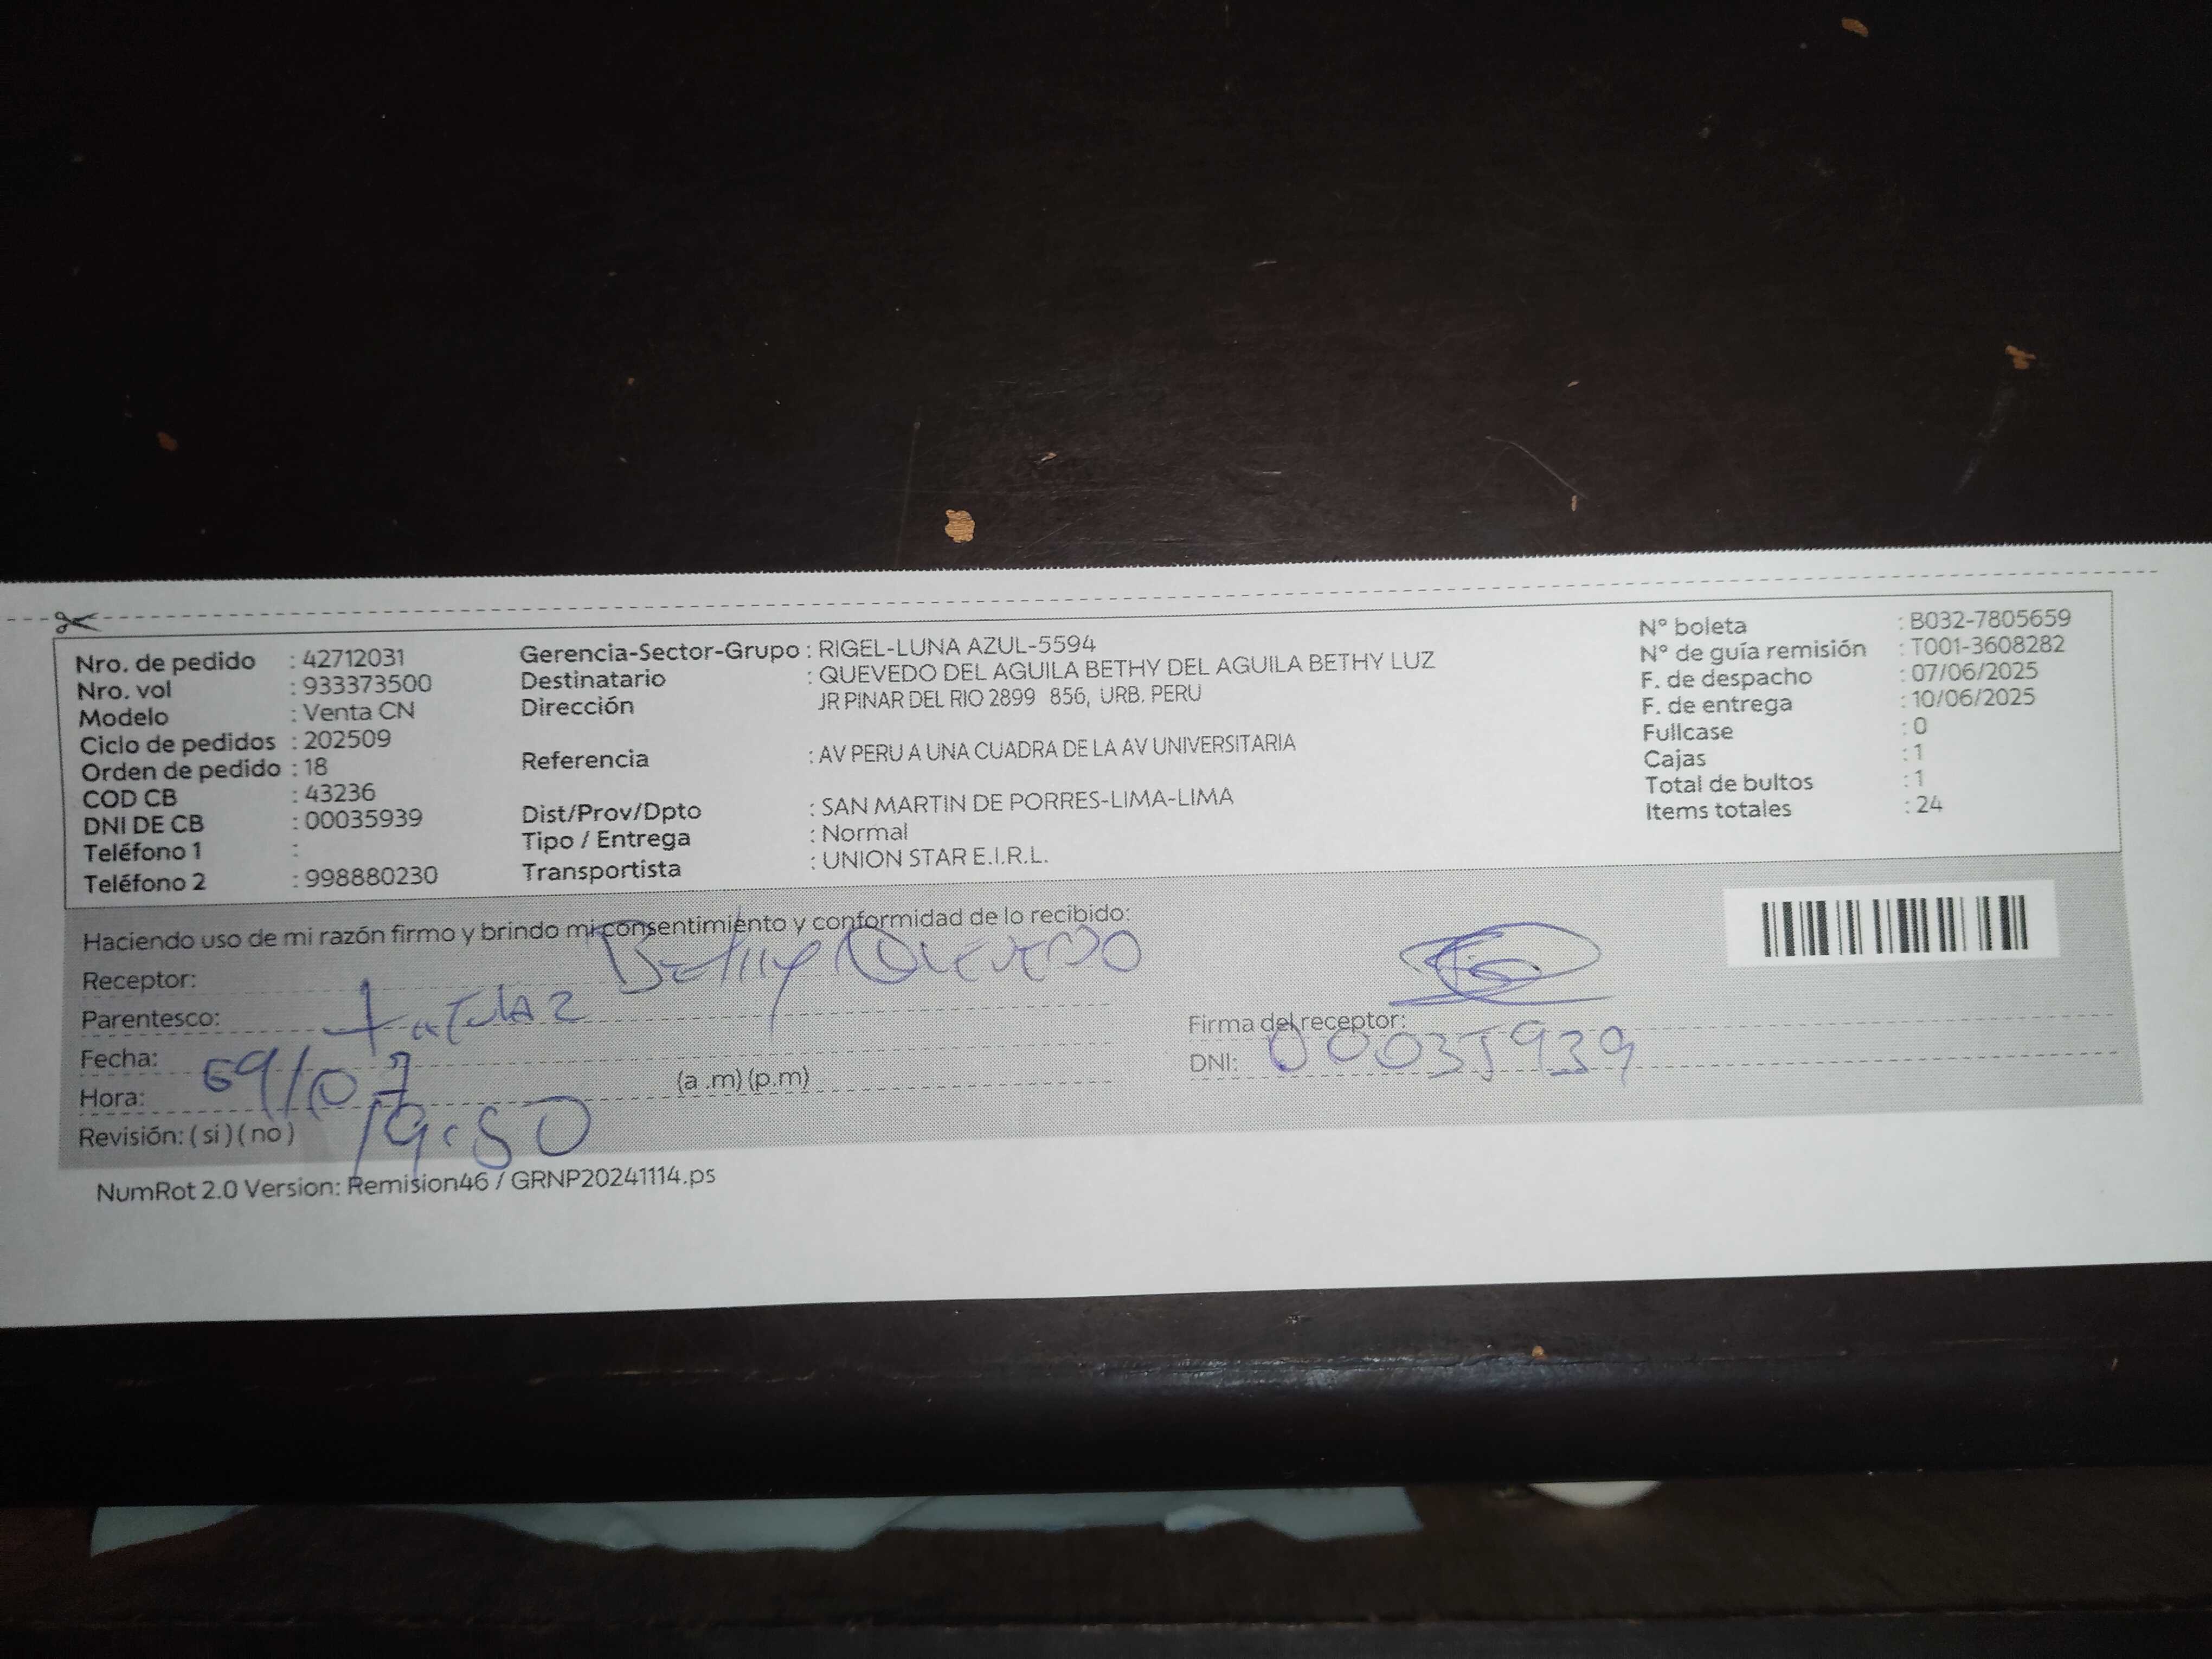 Nro. de pedido : 42712031
Nro. vol : 933373500
Modelo : Venta CN
Ciclo de pedidos : 202509
Orden de pedido : 18
COD CB : 43236
DNI DE CB : 00035939
Teléfono 1 :
Teléfono 2 : 998880230
Gerencia-Sector-Grupo : RIGEL-LUNA AZUL-5594
Destinatario : QUEVEDO DEL AGUILA BETHY DEL AGUILA BETHY LUZ
Dirección JR PINAR DEL RIO 2899 856, URB. PERU
Referencia : AV PERU A UNA CUADRA DE LA AV UNIVERSITARIA
Dist/Prov/Dpto : SAN MARTIN DE PORRES-LIMA-LIMA
Tipo / Entrega : Normal
Transportista : UNION STAR E.I.R.L.
N° boleta : B032-7805659
N° de guía remisión : T001-3608282
F. de despacho : 07/06/2025
F. de entrega : 10/06/2025
Fullcase : 0
Cajas : 1
Total de bultos : 1
Items totales : 24
Haciendo uso de mi razón firmo y brindo mi consentimiento y conformidad de lo recibido:
Receptor: Bethy Quevedo
Parentesco:
Fecha: 09/07
Hora: 19:50 (a .m) (p.m)
Revisión: ( si ) ( no )
Firma del receptor:
DNI: 00035939
NumRot 2.0 Version: Remision46 / GRNP20241114.ps